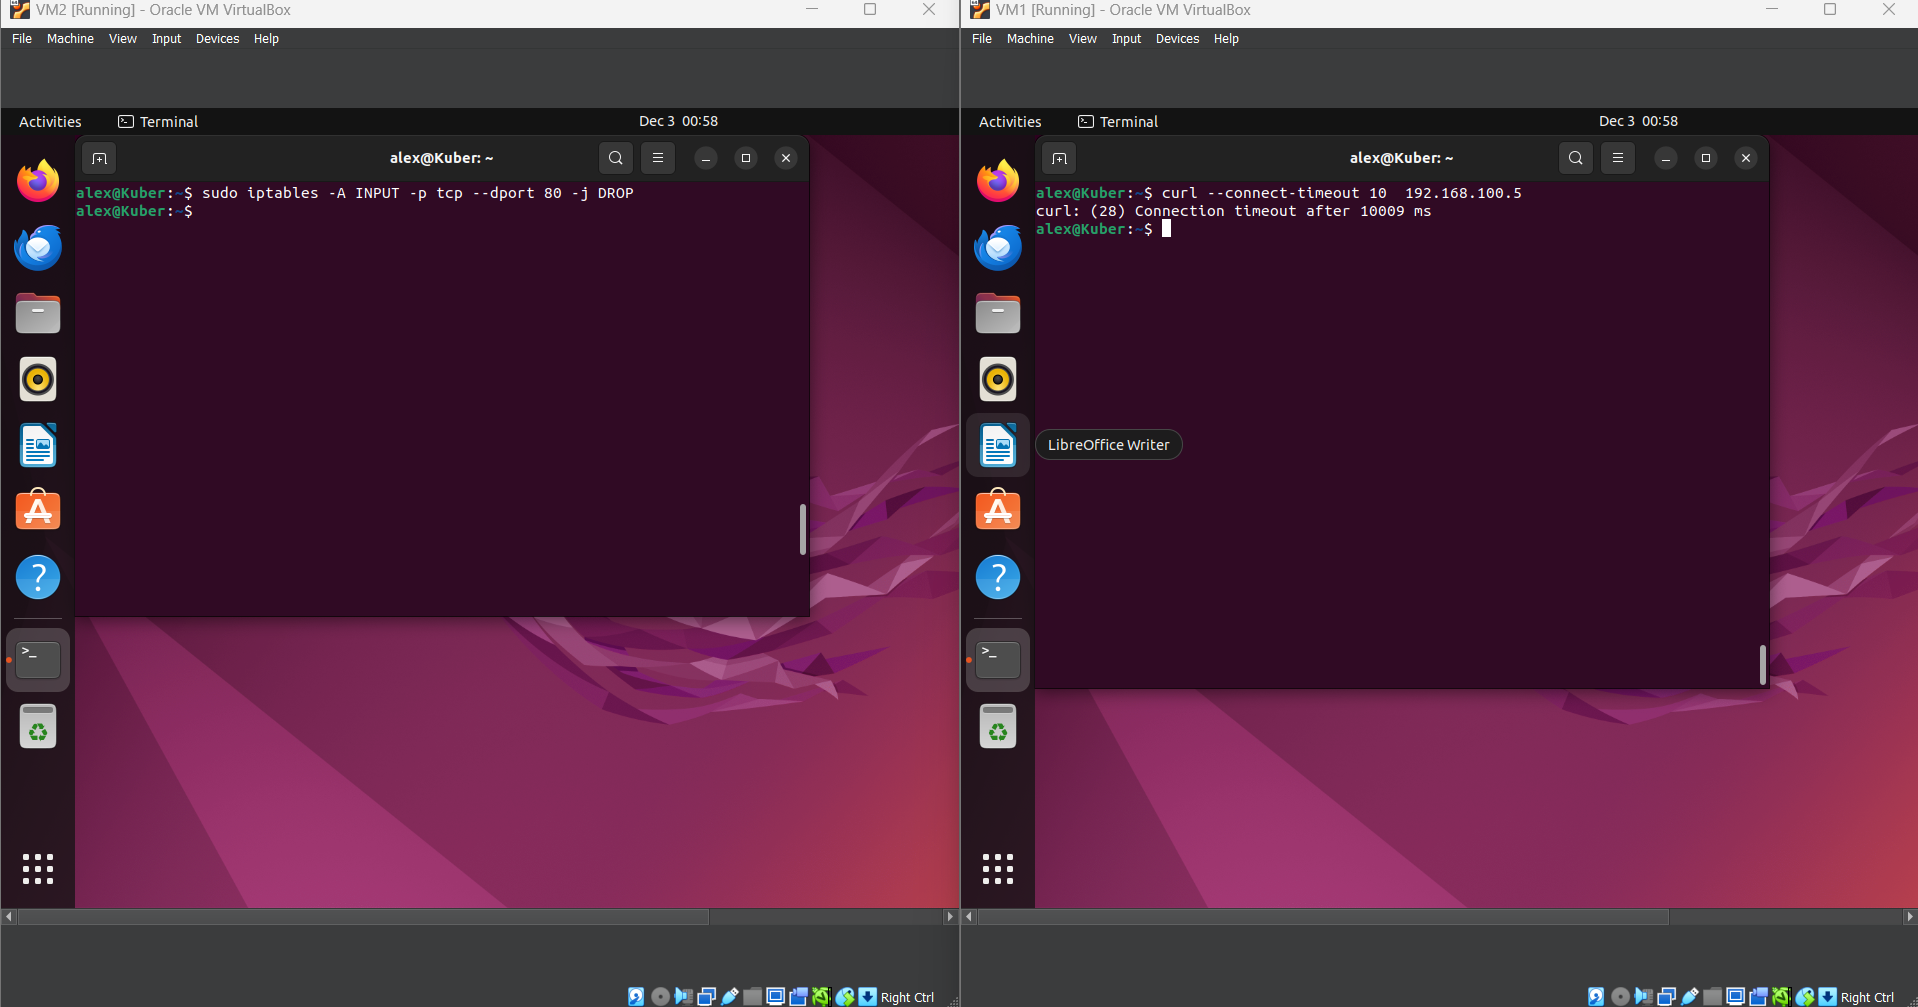 VM2 [Running] - Oracle VM VirtualBox
File Machine View Input Devices Help
Activities Terminal Dec 3 00:58
alex@Kuber: ~
alex@Kuber:~$ sudo iptables -A INPUT -p tcp --dport 80 -j DROP
alex@Kuber:~$
Right Ctrl
VM1 [Running] - Oracle VM VirtualBox
File Machine View Input Devices Help
Activities Terminal Dec 3 00:58
alex@Kuber: ~
alex@Kuber:~$ curl --connect-timeout 10  192.168.100.5
curl: (28) Connection timeout after 10009 ms
alex@Kuber:~$
LibreOffice Writer
Right Ctrl